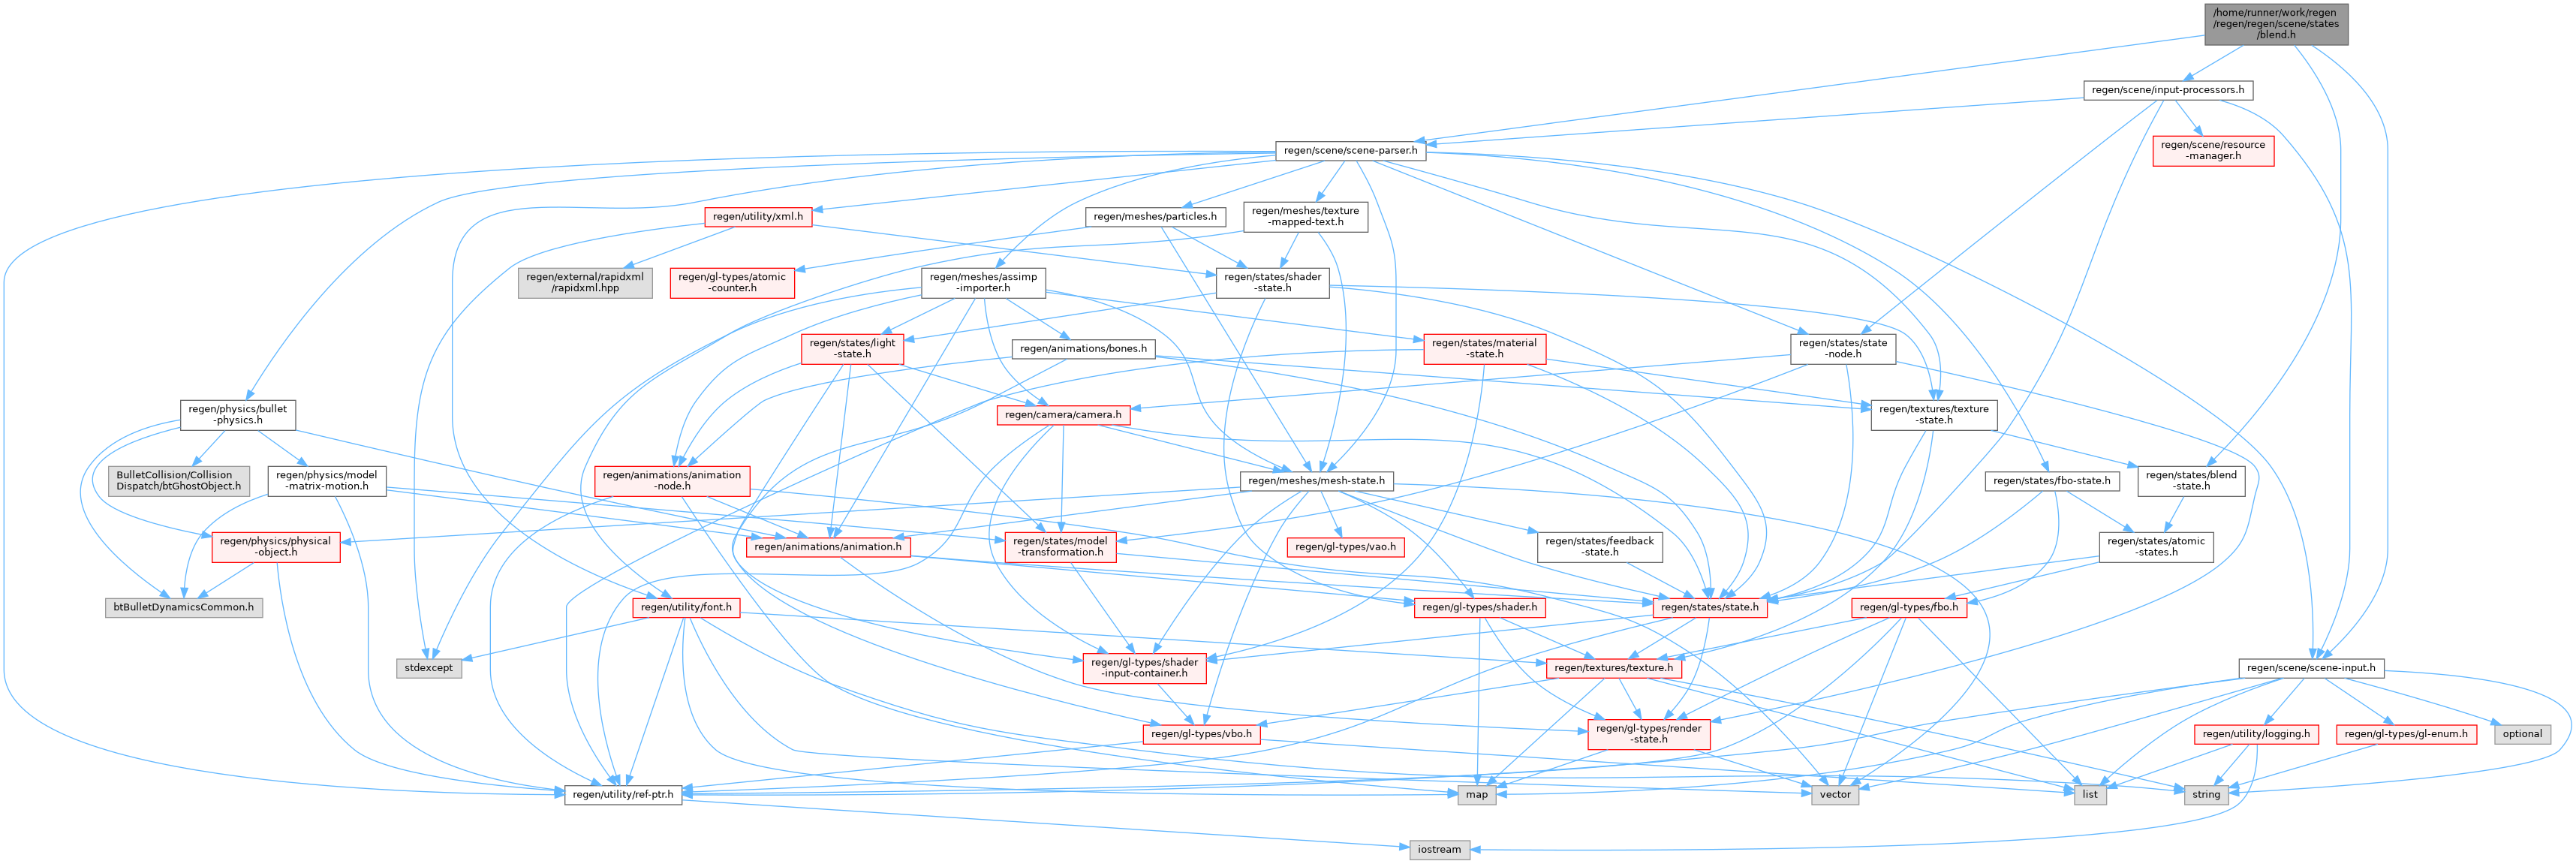 /home/runner/work/regen
/regen/regen/scene/states
/blend.h
regen/scene/input-processors.h
regen/scene/scene-parser.h
regen/scene/resource
-manager.h
regen/utility/xml.h
regen/meshes/particles.h
regen/meshes/texture
-mapped-text.h
regen/external/rapidxml
/rapidxml.hpp
regen/gl-types/atomic
-counter.h
regen/meshes/assimp
-importer.h
regen/states/shader
-state.h
regen/states/light
-state.h
regen/animations/bones.h
regen/states/material
-state.h
regen/states/state
-node.h
regen/physics/bullet
-physics.h
regen/camera/camera.h
regen/textures/texture
-state.h
BulletCollision/Collision
Dispatch/btGhostObject.h
regen/physics/model
-matrix-motion.h
regen/animations/animation
-node.h
regen/meshes/mesh-state.h
regen/states/fbo-state.h
regen/states/blend
-state.h
regen/physics/physical
-object.h
regen/animations/animation.h
regen/states/model
-transformation.h
regen/gl-types/vao.h
regen/states/feedback
-state.h
regen/states/atomic
-states.h
btBulletDynamicsCommon.h
regen/utility/font.h
regen/gl-types/shader.h
regen/states/state.h
regen/gl-types/fbo.h
stdexcept
regen/gl-types/shader
-input-container.h
regen/textures/texture.h
regen/scene/scene-input.h
regen/gl-types/vbo.h
regen/gl-types/render
-state.h
regen/utility/logging.h
regen/gl-types/gl-enum.h
optional
regen/utility/ref-ptr.h
map
vector
list
string
iostream